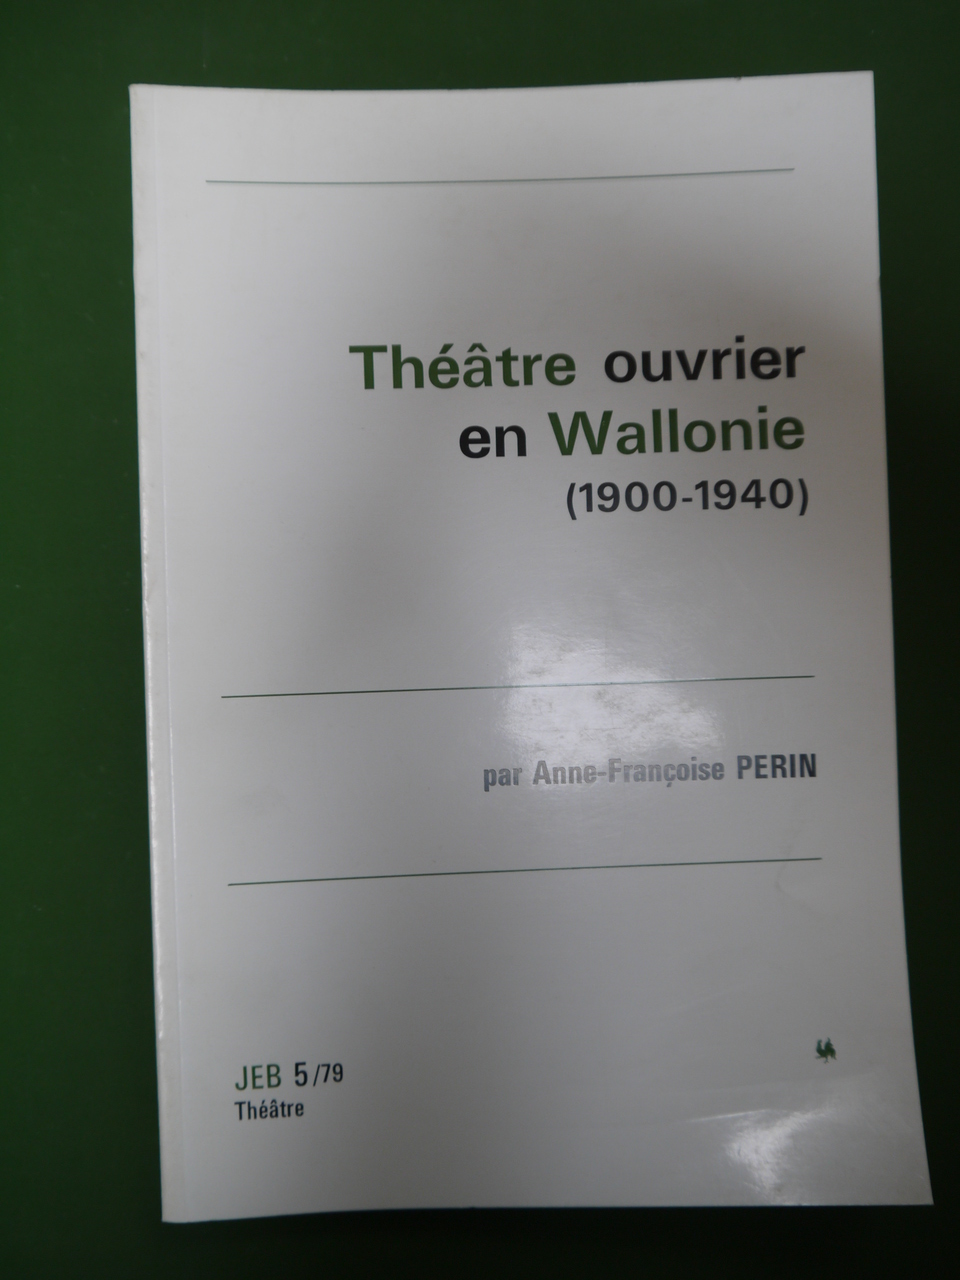 Théâtre ouvrier
en Wallonie
(1900-1940)
par Anne-Françoise PERIN
JEB 5/79
Théâtre